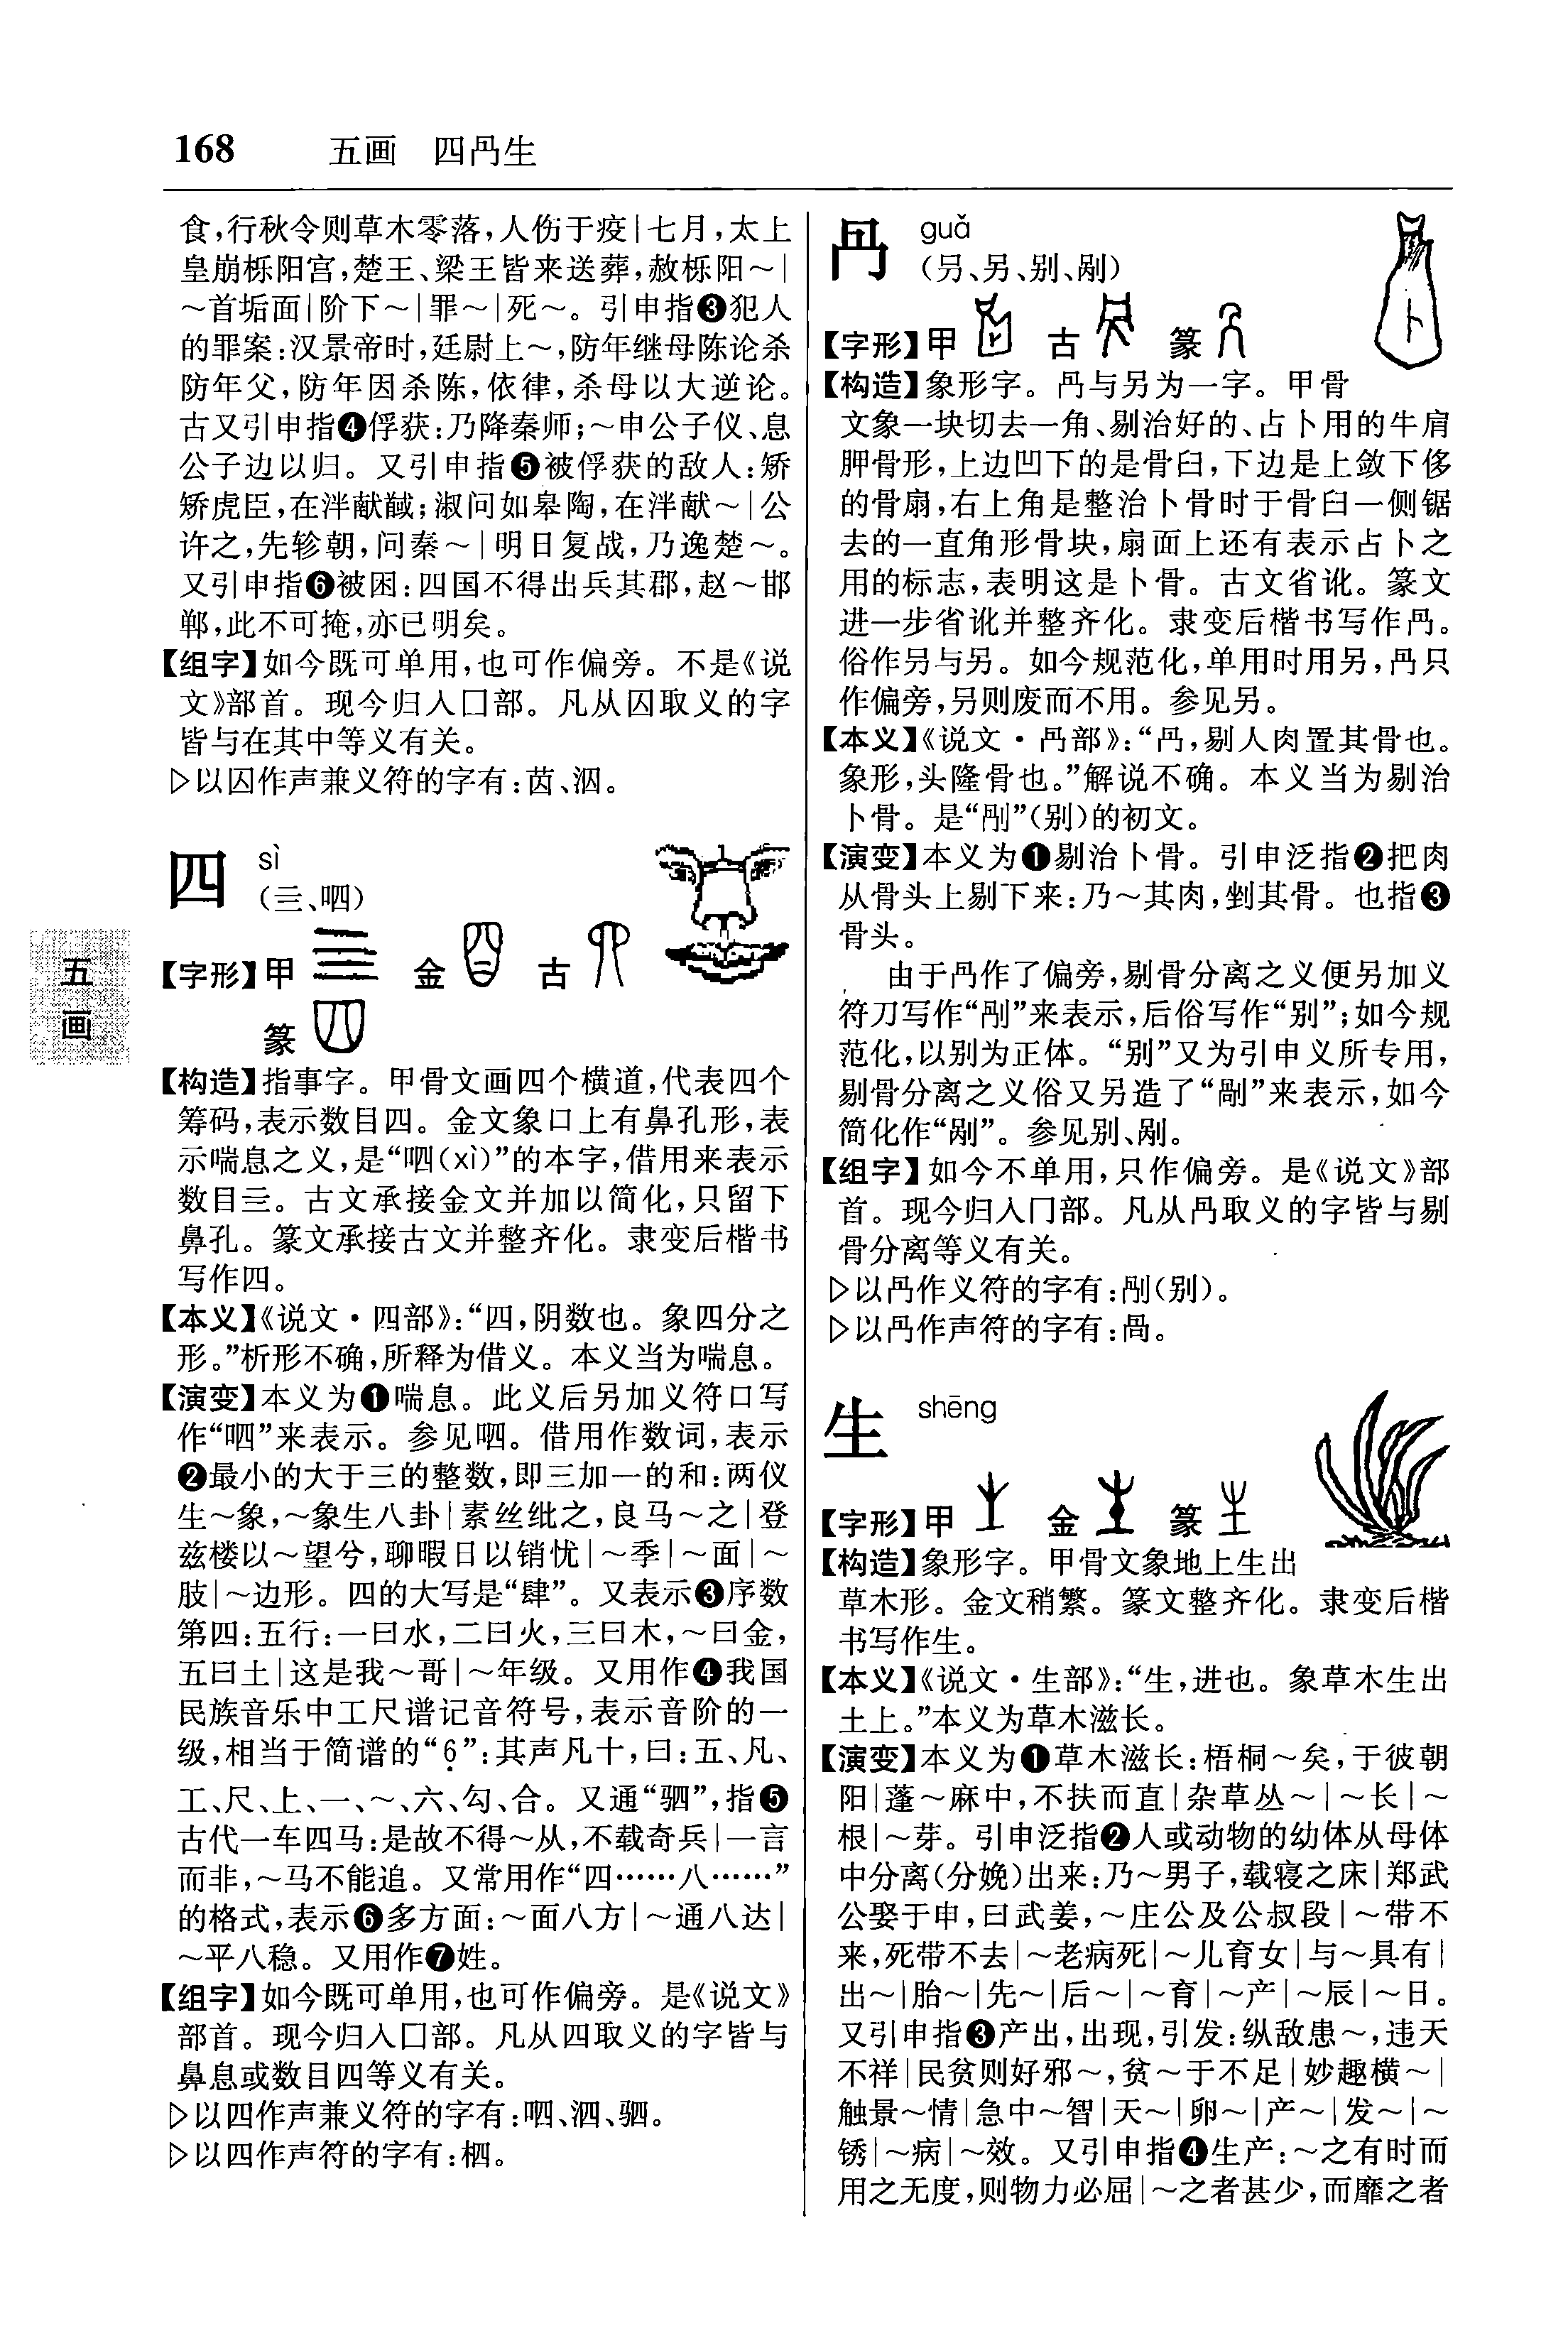 168 五画 四冎生
食,行秋令则草木零落,人伤于疫|七月,太上
皇崩栎阳宫,楚王、梁王皆来送葬,赦栎阳~|
~首垢面|阶下~|罪~|死~。引申指❸犯人
的罪案:汉景帝时,廷尉上~,防年继母陈论杀
防年父,防年因杀陈,依律,杀母以大逆论。
古又引申指❹俘获:乃降秦师;~申公子仪、息
公子边以归。又引申指❺被俘获的敌人:矫
矫虎臣,在泮献馘;淑问如皋陶,在泮献~|公
许之,先轸朝,问秦~|明日复战,乃逸楚~。
又引申指❻被困:四国不得出兵其郡,赵~邯
郸,此不可掩,亦已明矣。
【组字】如今既可单用,也可作偏旁。不是《说
文》部首。现今归入囗部。凡从囚取义的字
皆与在其中等义有关。
▷以囚作声兼义符的字有:苬、泅。
四 sì
(亖、呬)
【字形】甲 金 古
篆
【构造】指事字。甲骨文画四个横道,代表四个
筹码,表示数目四。金文象口上有鼻孔形,表
示喘息之义,是“呬(xì)”的本字,借用来表示
数目亖。古文承接金文并加以简化,只留下
鼻孔。篆文承接古文并整齐化。隶变后楷书
写作四。
【本义】《说文·四部》:“四,阴数也。象四分之
形。”析形不确,所释为借义。本义当为喘息。
【演变】本义为❶喘息。此义后另加义符口写
作“呬”来表示。参见呬。借用作数词,表示
❷最小的大于三的整数,即三加一的和:两仪
生~象,~象生八卦|素丝纰之,良马~之|登
兹楼以~望兮,聊暇日以销忧|~季|~面|~
肢|~边形。四的大写是“肆”。又表示❸序数
第四:五行:一曰水,二曰火,三曰木,~曰金,
五曰土|这是我~哥|~年级。又用作❹我国
民族音乐中工尺谱记音符号,表示音阶的一
级,相当于简谱的“6̣”:其声凡十,曰:五、凡、
工、尺、上、一、~、六、勾、合。又通“驷”,指❺
古代一车四马:是故不得~从,不载奇兵|一言
而非,~马不能追。又常用作“四……八……”
的格式,表示❻多方面:~面八方|~通八达|
~平八稳。又用作❼姓。
【组字】如今既可单用,也可作偏旁。是《说文》
部首。现今归入囗部。凡从四取义的字皆与
鼻息或数目四等义有关。
▷以四作声兼义符的字有:呬、泗、驷。
▷以四作声符的字有:柶。
五
画
冎 guǎ
(叧、另、别、剐)
【字形】甲 古 篆
【构造】象形字。冎与叧为一字。甲骨
文象一块切去一角、剔治好的、占卜用的牛肩
胛骨形,上边凹下的是骨臼,下边是上敛下侈
的骨扇,右上角是整治卜骨时于骨臼一侧锯
去的一直角形骨块,扇面上还有表示占卜之
用的标志,表明这是卜骨。古文省讹。篆文
进一步省讹并整齐化。隶变后楷书写作冎。
俗作叧与另。如今规范化,单用时用另,冎只
作偏旁,叧则废而不用。参见另。
【本义】《说文·冎部》:“冎,剔人肉置其骨也。
象形,头隆骨也。”解说不确。本义当为剔治
卜骨。是“剮”(别)的初文。
【演变】本义为❶剔治卜骨。引申泛指❷把肉
从骨头上剔下来:乃~其肉,剉其骨。也指❸
骨头。
由于冎作了偏旁,剔骨分离之义便另加义
符刀写作“𠛰”来表示,后俗写作“别”;如今规
范化,以别为正体。“别”又为引申义所专用,
剔骨分离之义俗又另造了“剮”来表示,如今
简化作“剐”。参见别、剐。
【组字】如今不单用,只作偏旁。是《说文》部
首。现今归入冂部。凡从冎取义的字皆与剔
骨分离等义有关。
▷以冎作义符的字有:𠛰(别)。
▷以冎作声符的字有:咼。
生 shēng
【字形】甲 金 篆
【构造】象形字。甲骨文象地上生出
草木形。金文稍繁。篆文整齐化。隶变后楷
书写作生。
【本义】《说文·生部》:“生,进也。象草木生出
土上。”本义为草木滋长。
【演变】本义为❶草木滋长:梧桐~矣,于彼朝
阳|蓬~麻中,不扶而直|杂草丛~|~长|~
根|~芽。引申泛指❷人或动物的幼体从母体
中分离(分娩)出来:乃~男子,载寝之床|郑武
公娶于申,曰武姜,~庄公及公叔段|~带不
来,死带不去|~老病死|~儿育女|与~具有|
出~|胎~|先~|后~|~育|~产|~辰|~日。
又引申指❸产出,出现,引发:纵敌患~,违天
不祥|民贫则奸邪~,贫~于不足|妙趣横~|
触景~情|急中~智|天~|卵~|产~|发~|~
锈|~病|~效。又引申指❹生产:~之有时而
用之无度,则物力必屈|~之者甚少,而靡之者